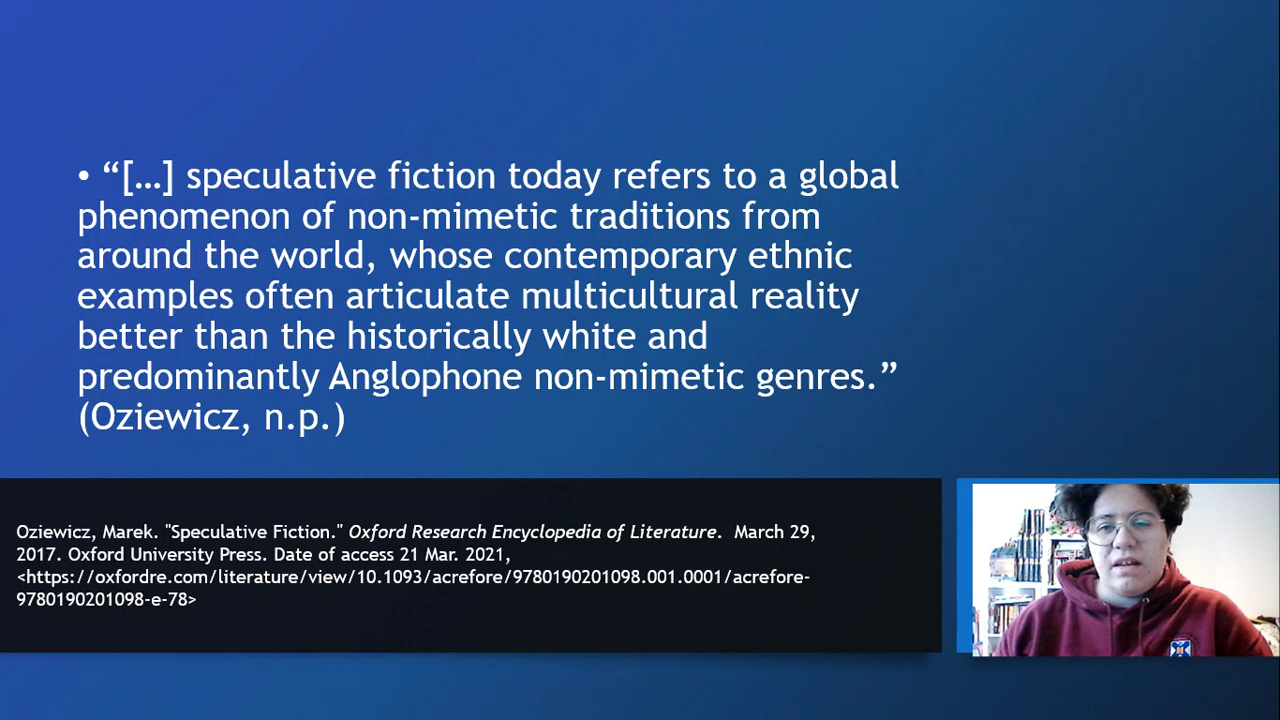 • “[…] speculative fiction today refers to a global
phenomenon of non-mimetic traditions from
around the world, whose contemporary ethnic
examples often articulate multicultural reality
better than the historically white and
predominantly Anglophone non-mimetic genres.”
(Oziewicz, n.p.)
Oziewicz, Marek. "Speculative Fiction." Oxford Research Encyclopedia of Literature.  March 29,
2017. Oxford University Press. Date of access 21 Mar. 2021,
<https://oxfordre.com/literature/view/10.1093/acrefore/9780190201098.001.0001/acrefore-
9780190201098-e-78>